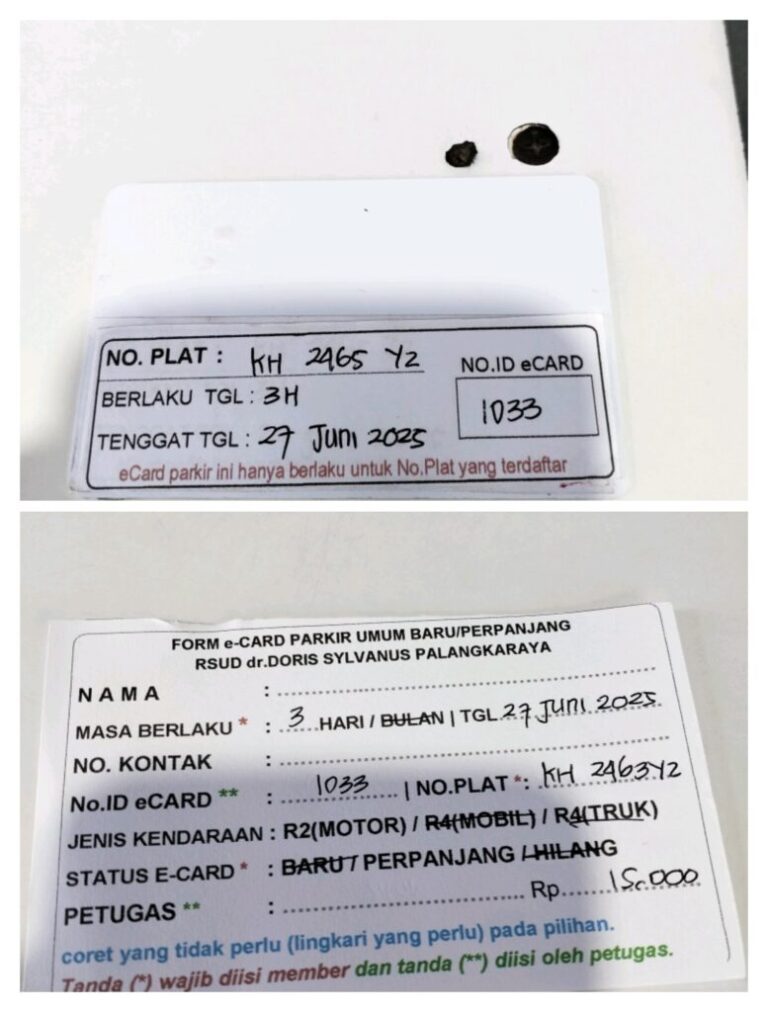 NO. PLAT : KH 2465 YZ
NO.ID eCARD
BERLAKU TGL : 3H
1033
TENGGAT TGL : 27 Juni 2025
eCard parkir ini hanya berlaku untuk No.Plat yang terdaftar
FORM e-CARD PARKIR UMUM BARU/PERPANJANG
RSUD dr.DORIS SYLVANUS PALANGKARAYA
NAMA :
MASA BERLAKU * : 3 HARI / BULAN | TGL 27 Juni 2025
NO. KONTAK :
No.ID eCARD ** : 1033 | NO.PLAT *: KH 2463 YZ
JENIS KENDARAAN : R2(MOTOR) / R4(MOBIL) / R4(TRUK)
STATUS E-CARD * : BARU / PERPANJANG / HILANG
PETUGAS ** : Rp. 15.000
coret yang tidak perlu (lingkari yang perlu) pada pilihan.
Tanda (*) wajib diisi member dan tanda (**) diisi oleh petugas.